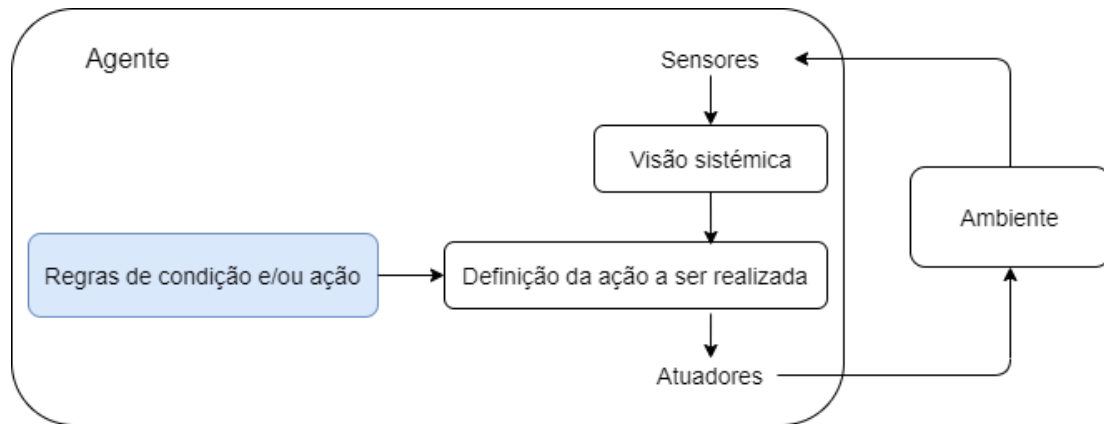 Agente
Sensores
Visão sistémica
Ambiente
Regras de condição e/ou ação
Definição da ação a ser realizada
Atuadores